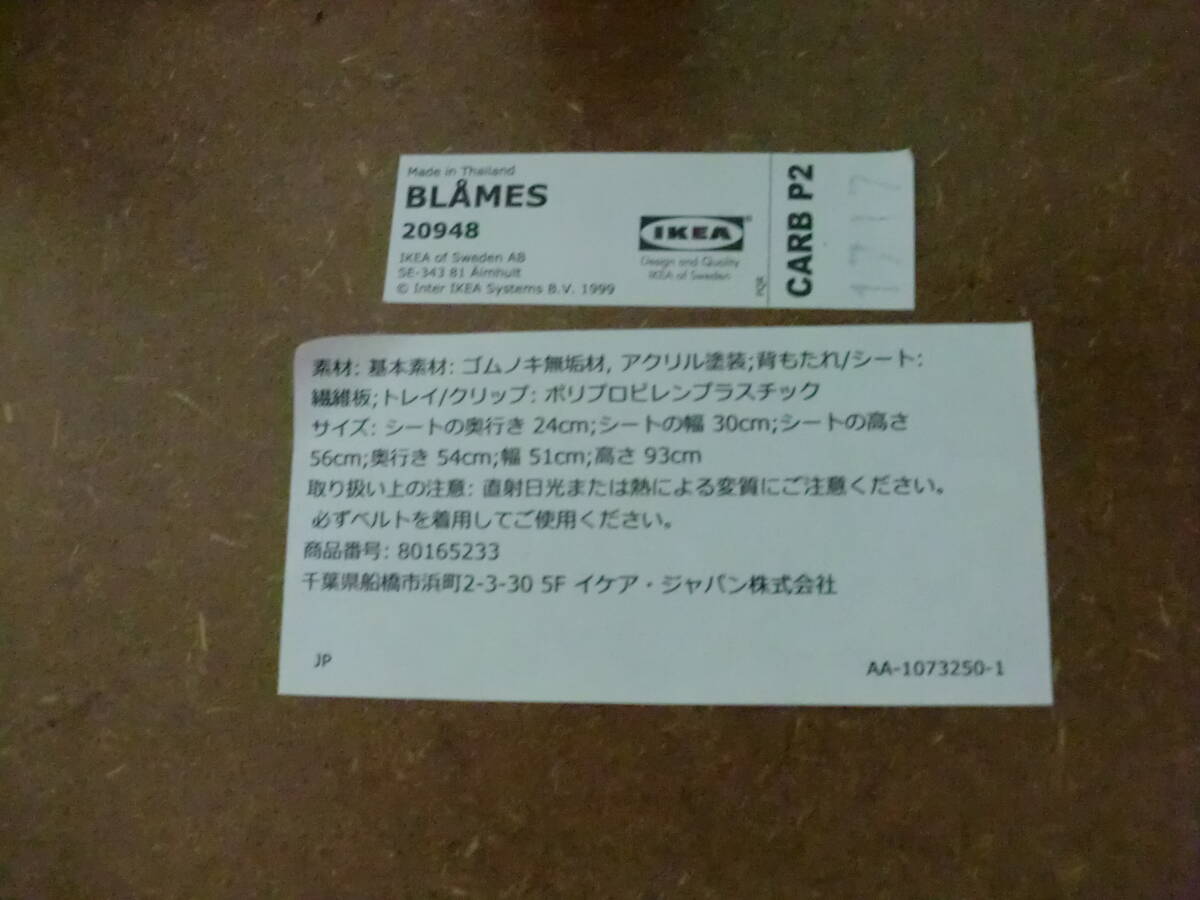 Made in Thailand
BLÅMES
20948
IKEA of Sweden AB
SE-343 81 Älmhult
© Inter IKEA Systems B.V. 1999
IKEA®
Design and Quality
IKEA of Sweden
PQR
CARB P2
1717
素材: 基本素材: ゴムノキ無垢材, アクリル塗装;背もたれ/シート:
繊維板;トレイ/クリップ: ポリプロピレンプラスチック
サイズ: シートの奥行き 24cm;シートの幅 30cm;シートの高さ
56cm;奥行き 54cm;幅 51cm;高さ 93cm
取り扱い上の注意: 直射日光または熱による変質にご注意ください。
必ずベルトを着用してご使用ください。
商品番号: 80165233
千葉県船橋市浜町2-3-30 5F イケア・ジャパン株式会社
JP
AA-1073250-1